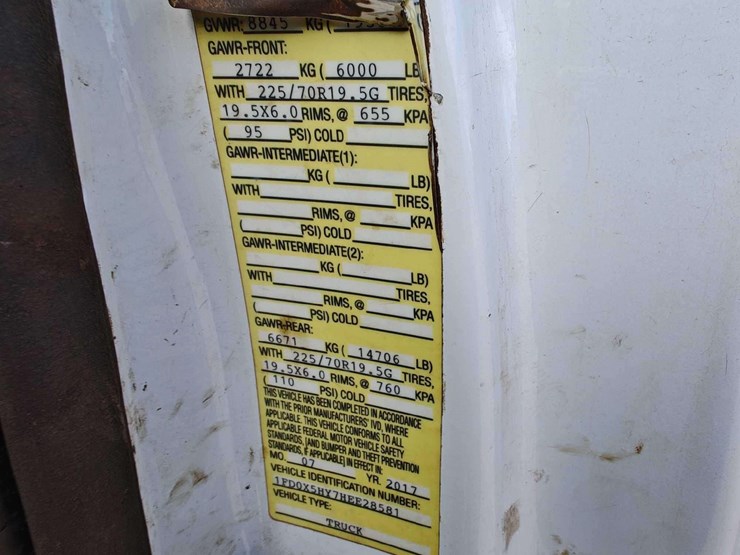 GVWR: 8845 KG (
GAWR-FRONT:
2722 KG ( 6000 LB
WITH 225/70R19.5G TIRES,
19.5X6.0 RIMS, @ 655 KPA
( 95 PSI) COLD
GAWR-INTERMEDIATE(1):
KG ( LB)
WITH TIRES,
RIMS, @ KPA
( PSI) COLD
GAWR-INTERMEDIATE(2):
KG ( LB)
WITH TIRES,
RIMS, @ KPA
( PSI) COLD
GAWR-REAR:
6671 KG ( 14706 LB)
WITH 225/70R19.5G TIRES,
19.5X6.0 RIMS, @ 760 KPA
( 110 PSI) COLD
THIS VEHICLE HAS BEEN COMPLETED IN ACCORDANCE
WITH THE PRIOR MANUFACTURERS' IVD, WHERE
APPLICABLE. THIS VEHICLE CONFORMS TO ALL
APPLICABLE FEDERAL MOTOR VEHICLE SAFETY
STANDARDS, [AND BUMPER AND THEFT PREVENTION
STANDARDS, IF APPLICABLE] IN EFFECT IN:
MO. 07 YR. 2017
VEHICLE IDENTIFICATION NUMBER:
1FD0X5HY7HEE28581
VEHICLE TYPE:
TRUCK